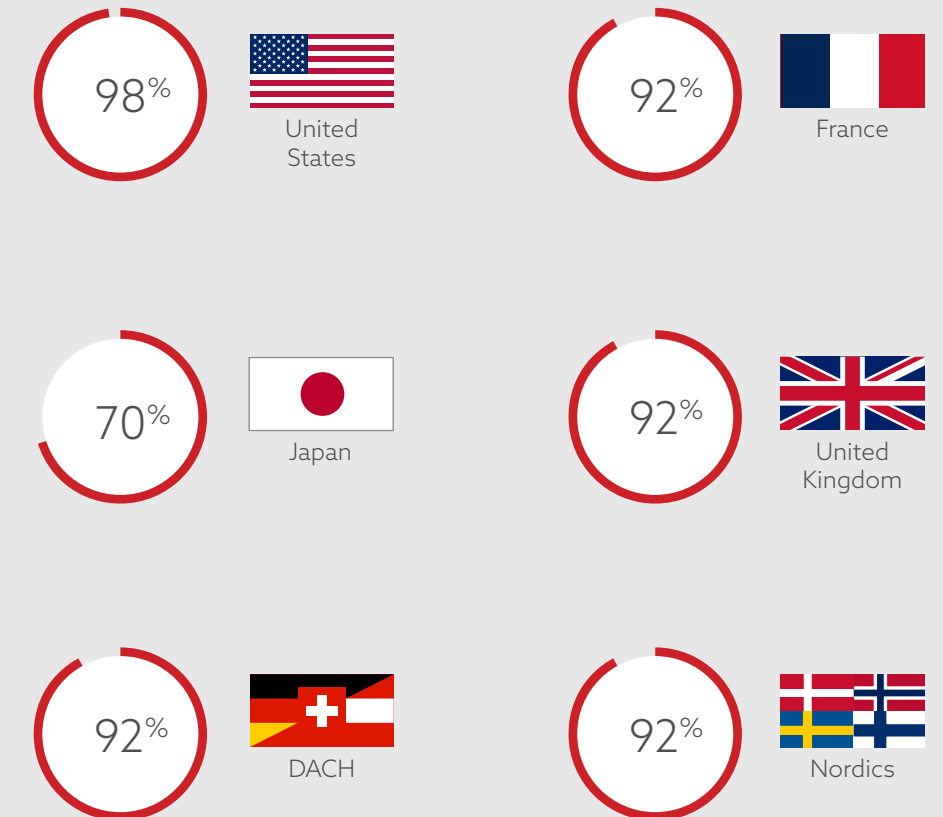 98%
United
States
92%
France
70%
Japan
92%
United
Kingdom
92%
DACH
92%
Nordics